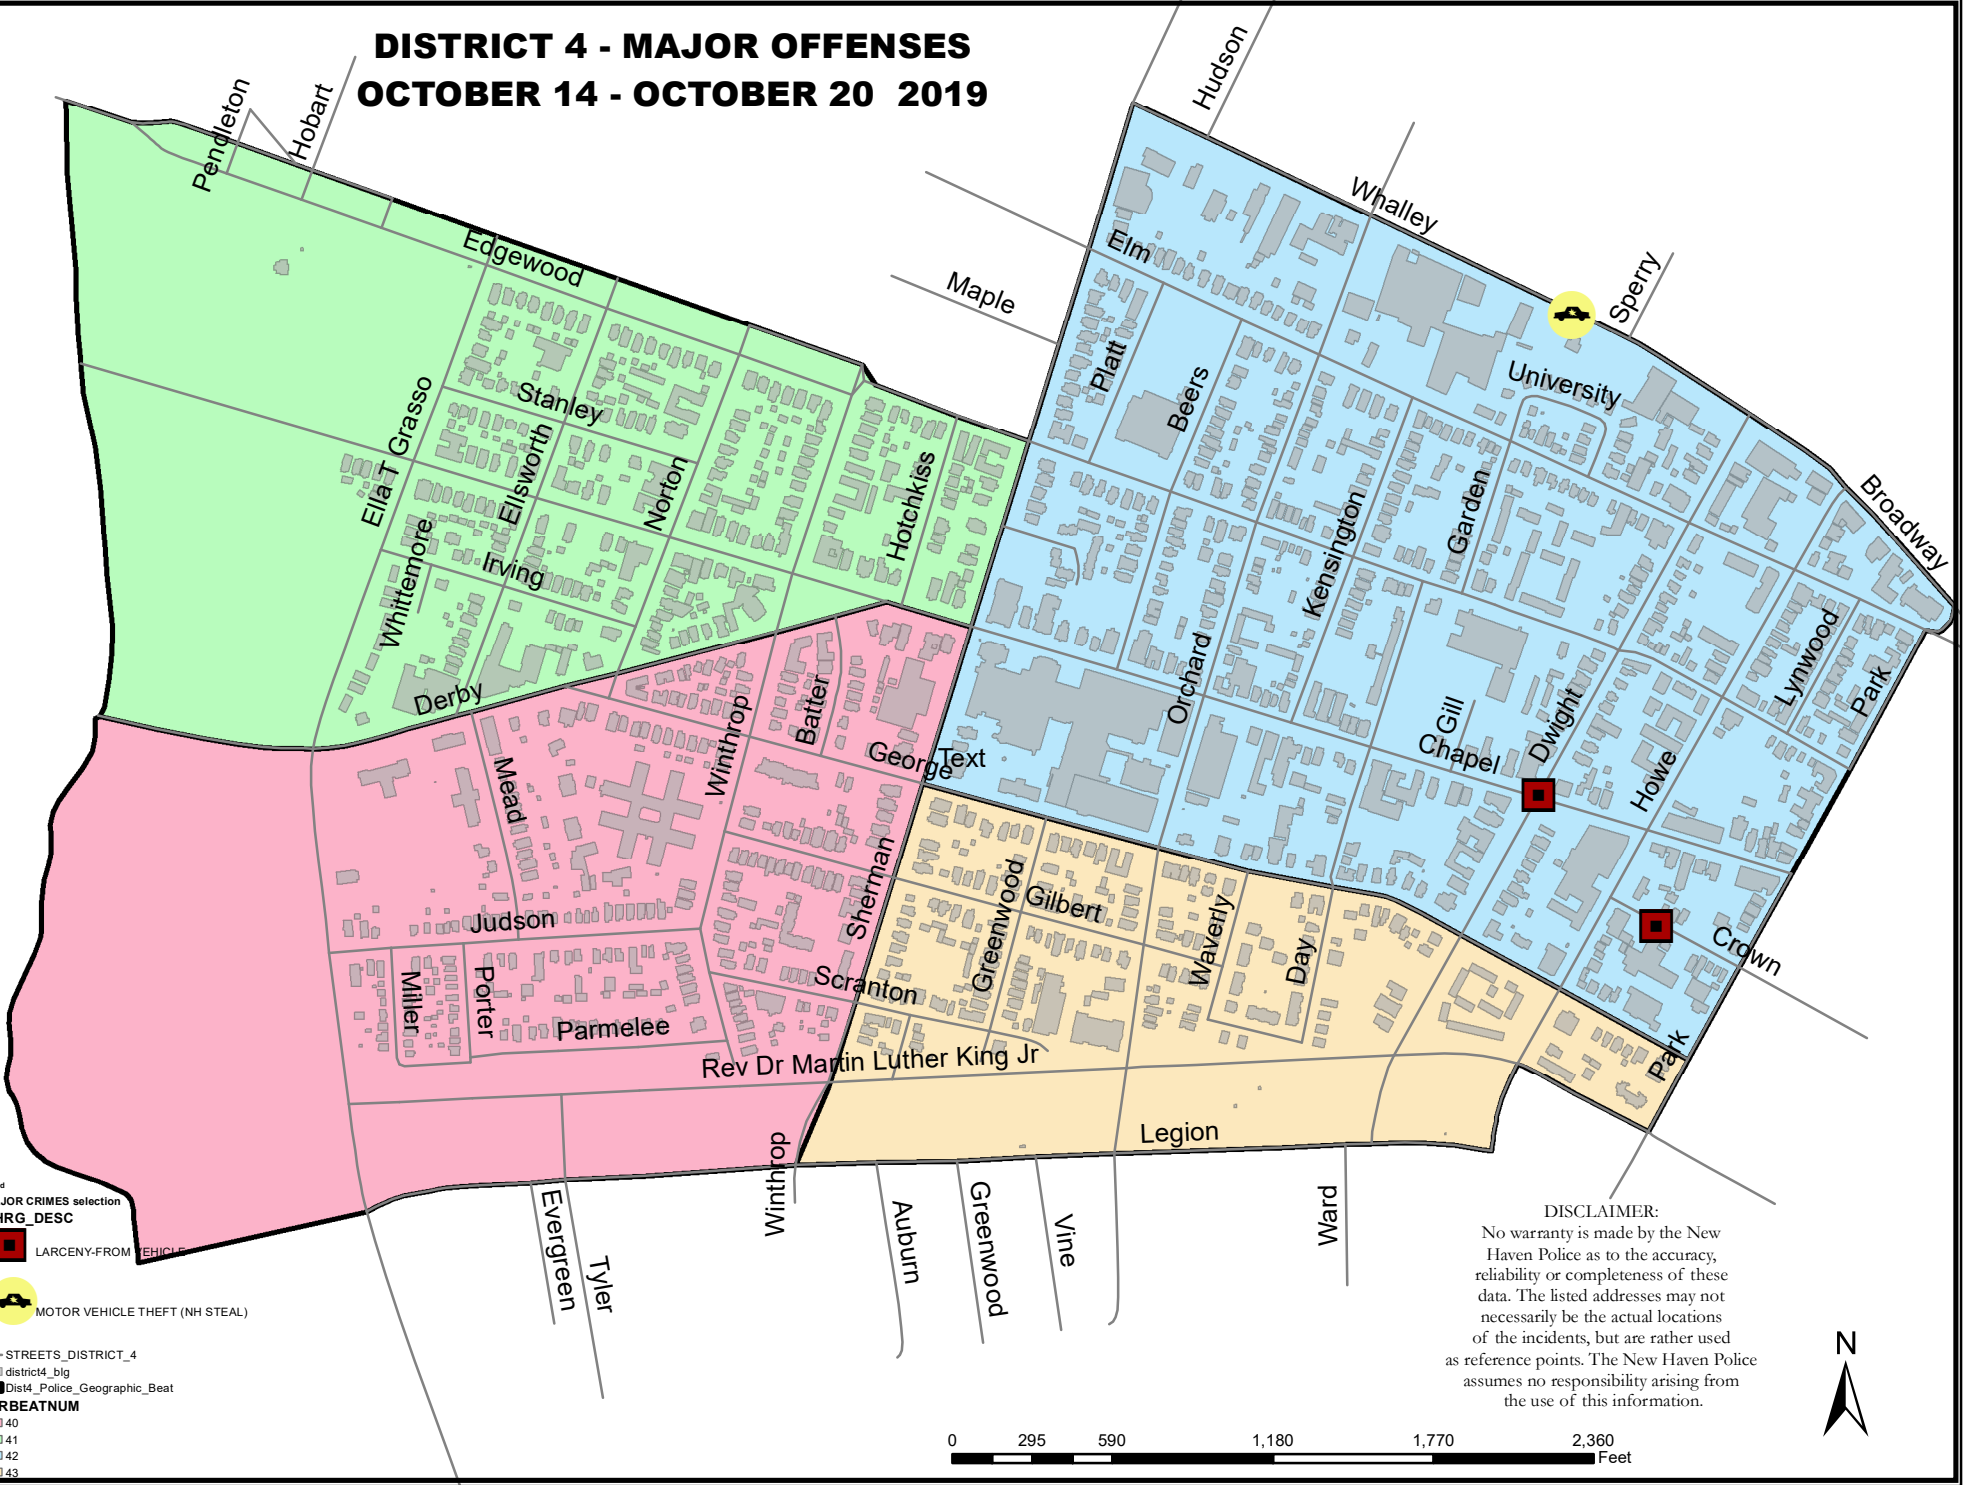 DISTRICT 4 - MAJOR OFFENSES
OCTOBER 14 - OCTOBER 20 2019
Hudson
Pendleton
Hobart
Whalley
Edgewood
Elm
Maple
Sperry
Platt
Beers
University
Stanley
Ella T Grasso
Ellsworth
Norton
Hotchkiss
Kensington
Garden
Broadway
Whittemore
Irving
Lynwood
Park
Orchard
Derby
Gill
Chapel
Dwight
Howe
Mead
Winthrop
Batter
George
Text
Sherman
Greenwood
Gilbert
Waverly
Day
Crown
Judson
Miller
Porter
Scranton
Parmelee
Rev Dr Martin Luther King Jr
Park
Legion
Winthrop
Evergreen
Tyler
Auburn
Greenwood
Vine
Ward
d
JOR CRIMES selection
HRG_DESC
LARCENY-FROM VEHICLE
MOTOR VEHICLE THEFT (NH STEAL)
STREETS_DISTRICT_4
district4_blg
Dist4_Police_Geographic_Beat
RBEATNUM
40
41
42
43
DISCLAIMER:
No warranty is made by the New
Haven Police as to the accuracy,
reliability or completeness of these
data. The listed addresses may not
necessarily be the actual locations
of the incidents, but are rather used
as reference points. The New Haven Police
assumes no responsibility arising from
the use of this information.
N
0 295 590 1,180 1,770 2,360
Feet